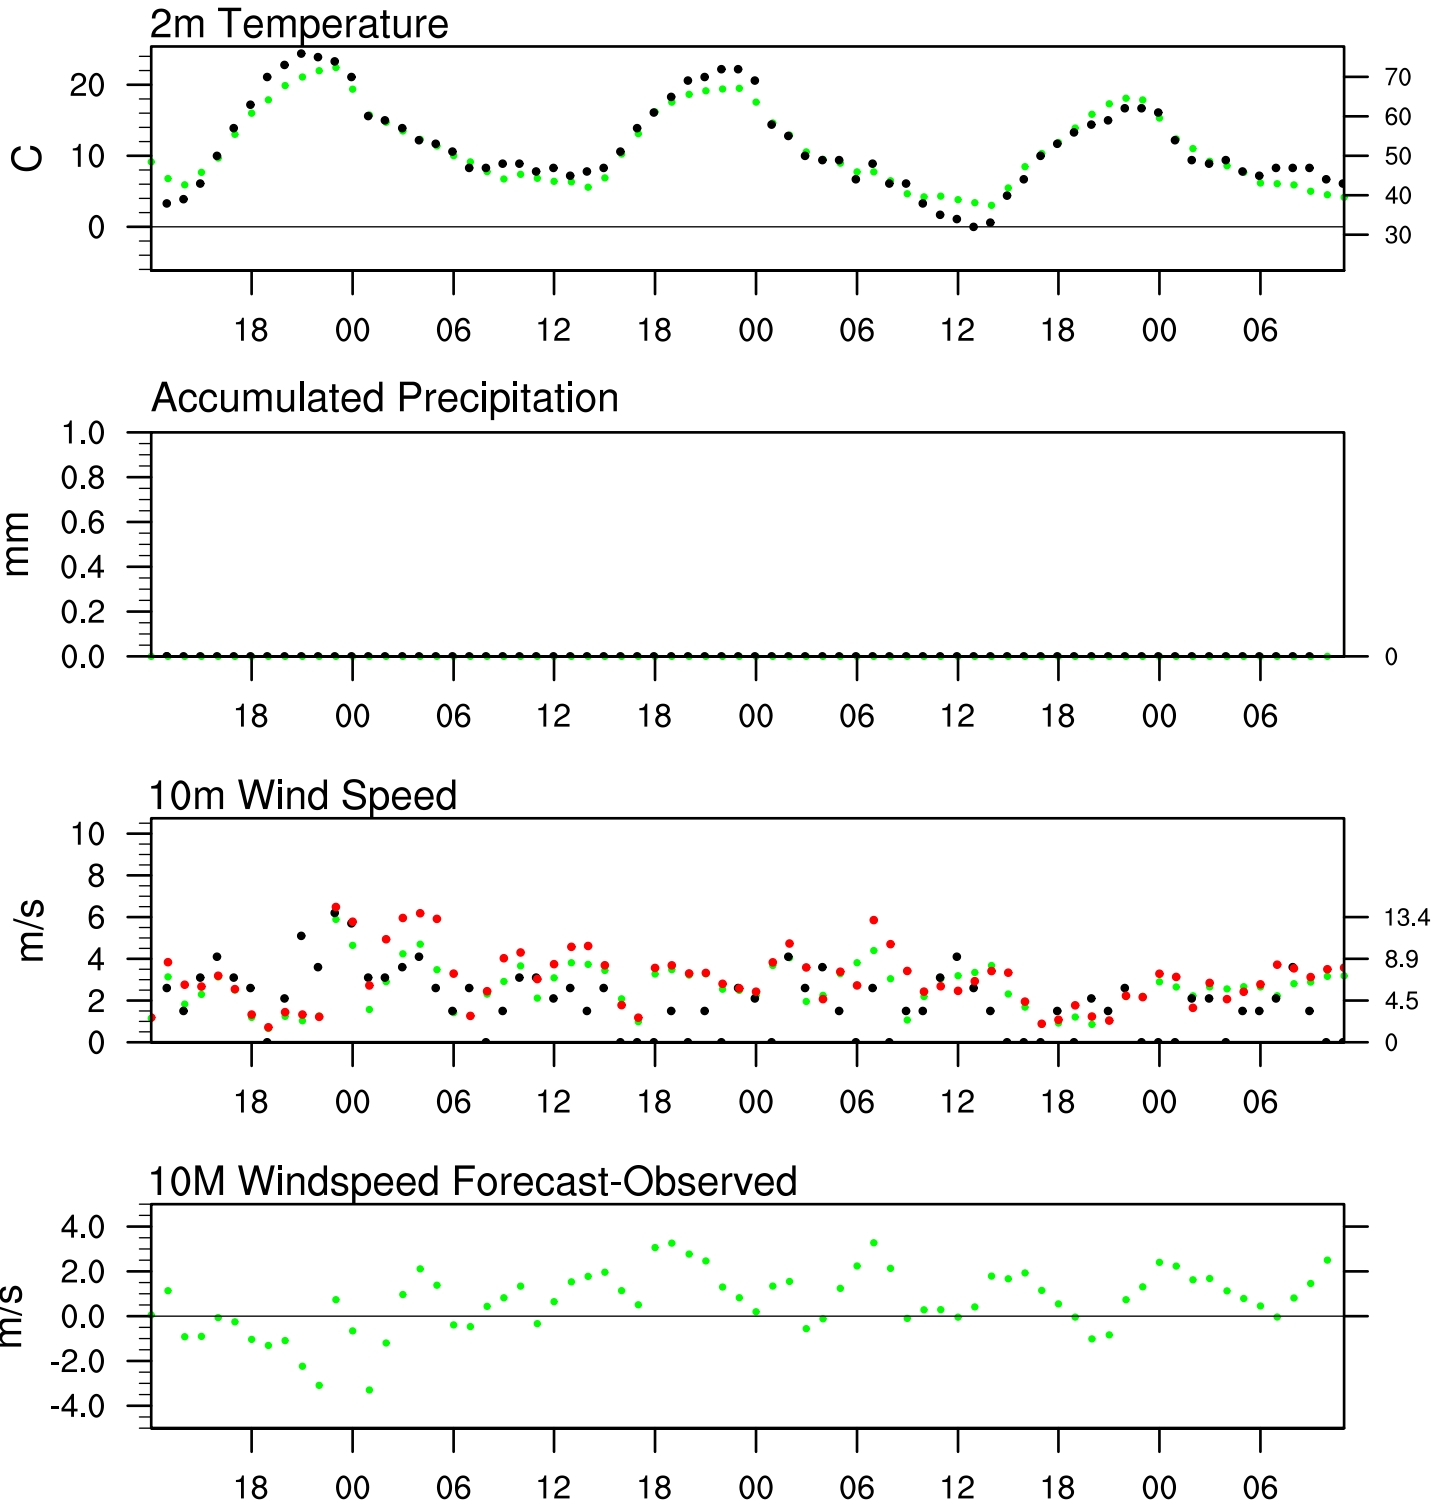 2m Temperature
C
20
10
0
70
60
50
40
30
18 00 06 12 18 00 06 12 18 00 06
Accumulated Precipitation
mm
1.0
0.8
0.6
0.4
0.2
0.0
0
18 00 06 12 18 00 06 12 18 00 06
10m Wind Speed
m/s
10
8
6
4
2
0
13.4
8.9
4.5
0
18 00 06 12 18 00 06 12 18 00 06
10M Windspeed Forecast-Observed
m/s
4.0
2.0
0.0
-2.0
-4.0
18 00 06 12 18 00 06 12 18 00 06